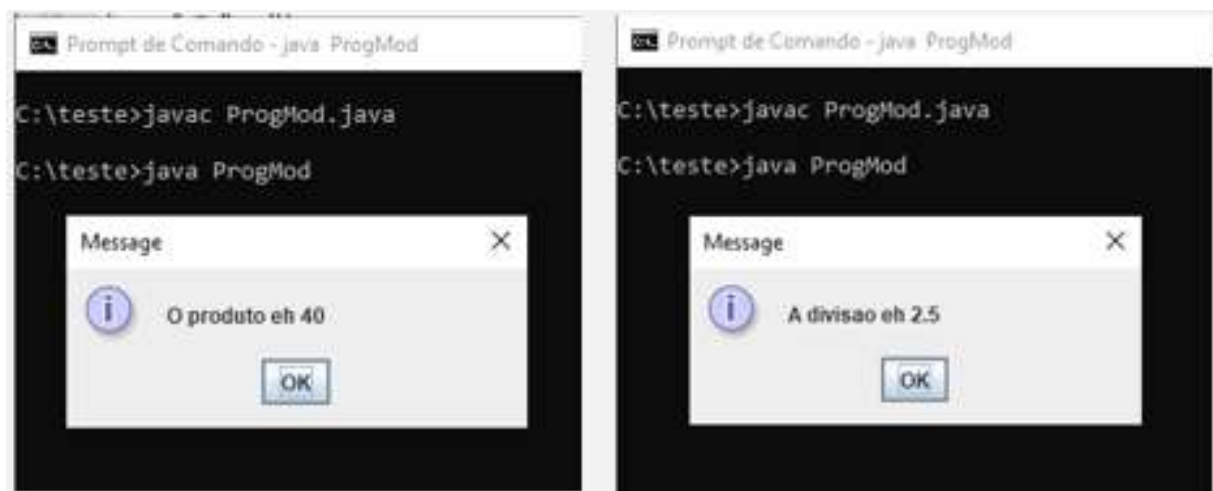 Prompt de Comando - java ProgMod
C:\teste>javac ProgMod.java
C:\teste>java ProgMod
Message
O produto eh 40
OK
Prompt de Comando - java ProgMod
C:\teste>javac ProgMod.java
C:\teste>java ProgMod
Message
A divisao eh 2.5
OK